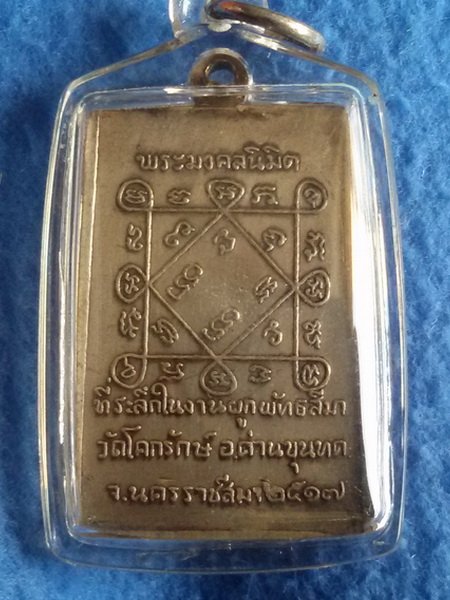 พระมงคลนิมิต
ที่ระลึกในงานผูกพัทธสีมา
วัดโคกรักษ์ อ.ด่านขุนทด
จ.นครราชสีมา ๒๕๑๗